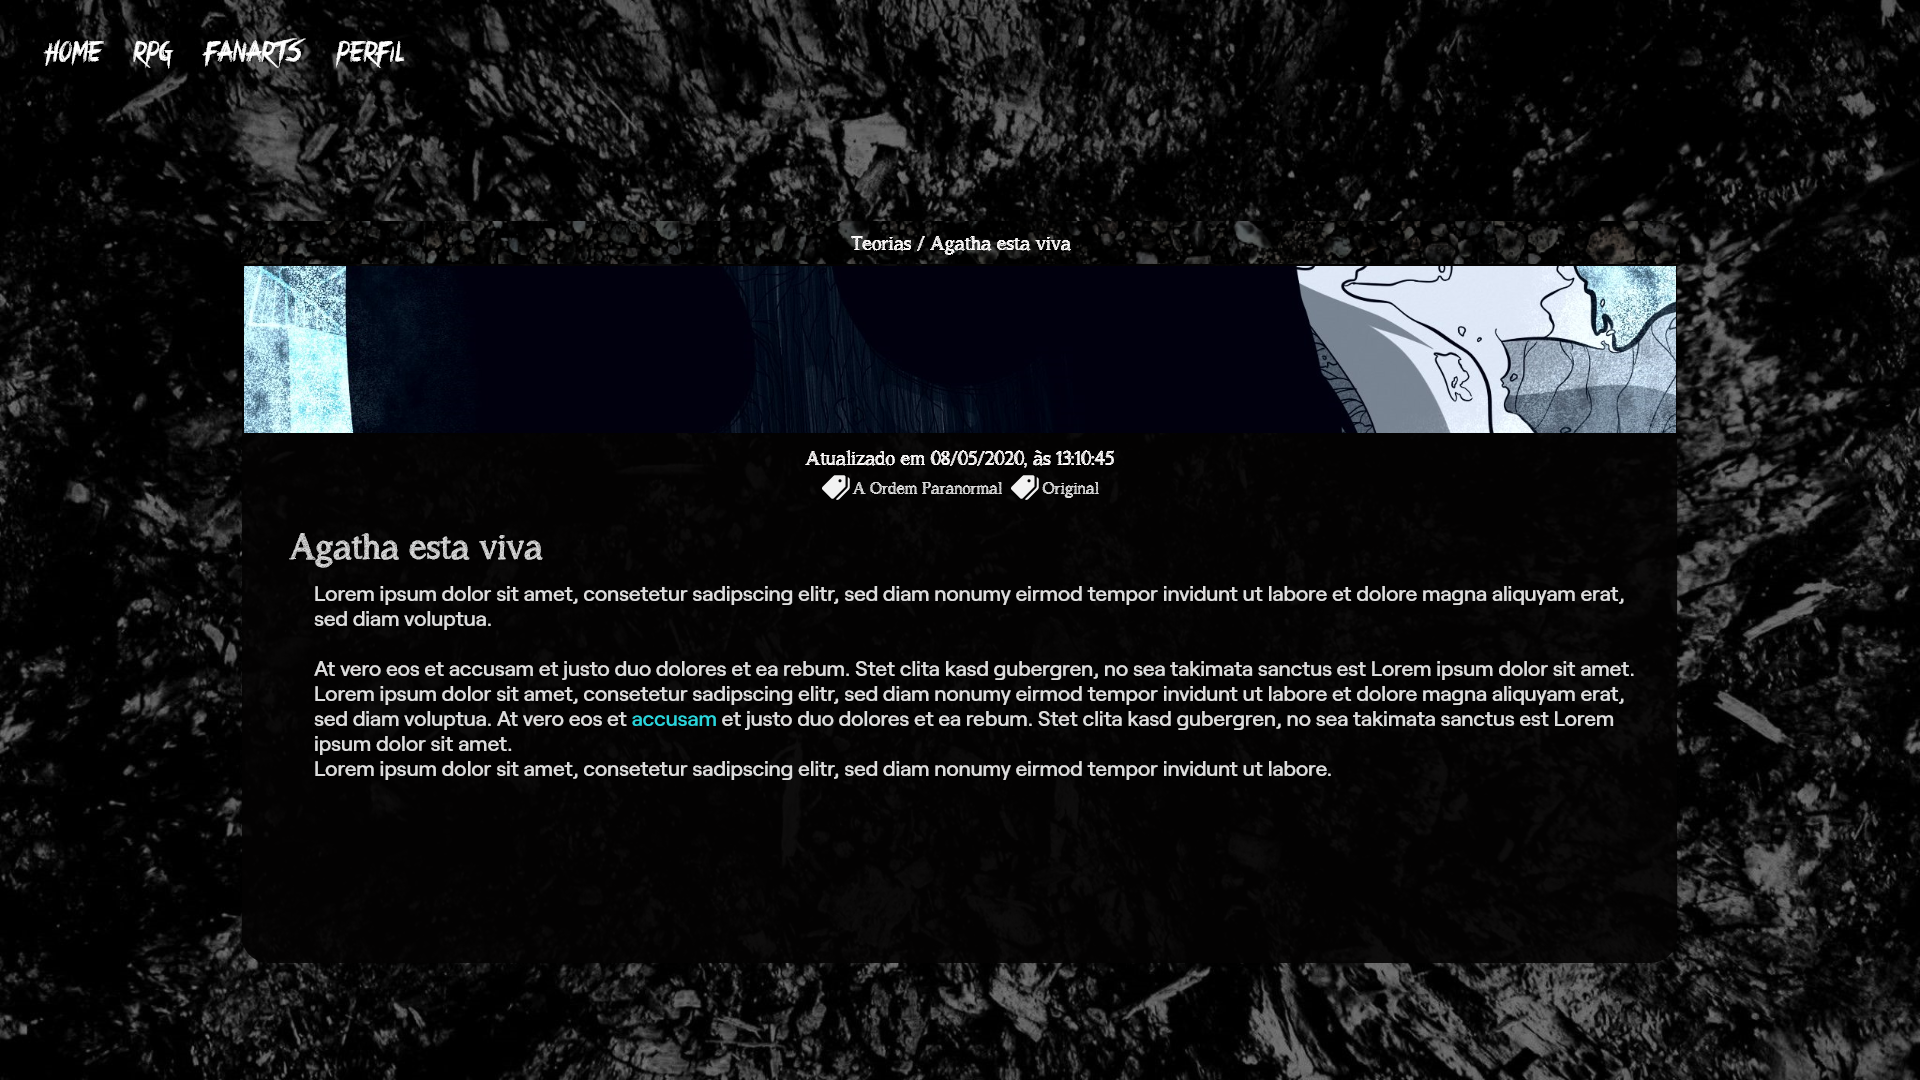 HOME RPG FANARTS PERFIL
Teorias / Agatha esta viva
Atualizado em 08/05/2020, às 13:10:45
A Ordem Paranormal Original
Agatha esta viva
Lorem ipsum dolor sit amet, consetetur sadipscing elitr, sed diam nonumy eirmod tempor invidunt ut labore et dolore magna aliquyam erat,
sed diam voluptua.
At vero eos et accusam et justo duo dolores et ea rebum. Stet clita kasd gubergren, no sea takimata sanctus est Lorem ipsum dolor sit amet.
Lorem ipsum dolor sit amet, consetetur sadipscing elitr, sed diam nonumy eirmod tempor invidunt ut labore et dolore magna aliquyam erat,
sed diam voluptua. At vero eos et accusam et justo duo dolores et ea rebum. Stet clita kasd gubergren, no sea takimata sanctus est Lorem
ipsum dolor sit amet.
Lorem ipsum dolor sit amet, consetetur sadipscing elitr, sed diam nonumy eirmod tempor invidunt ut labore.